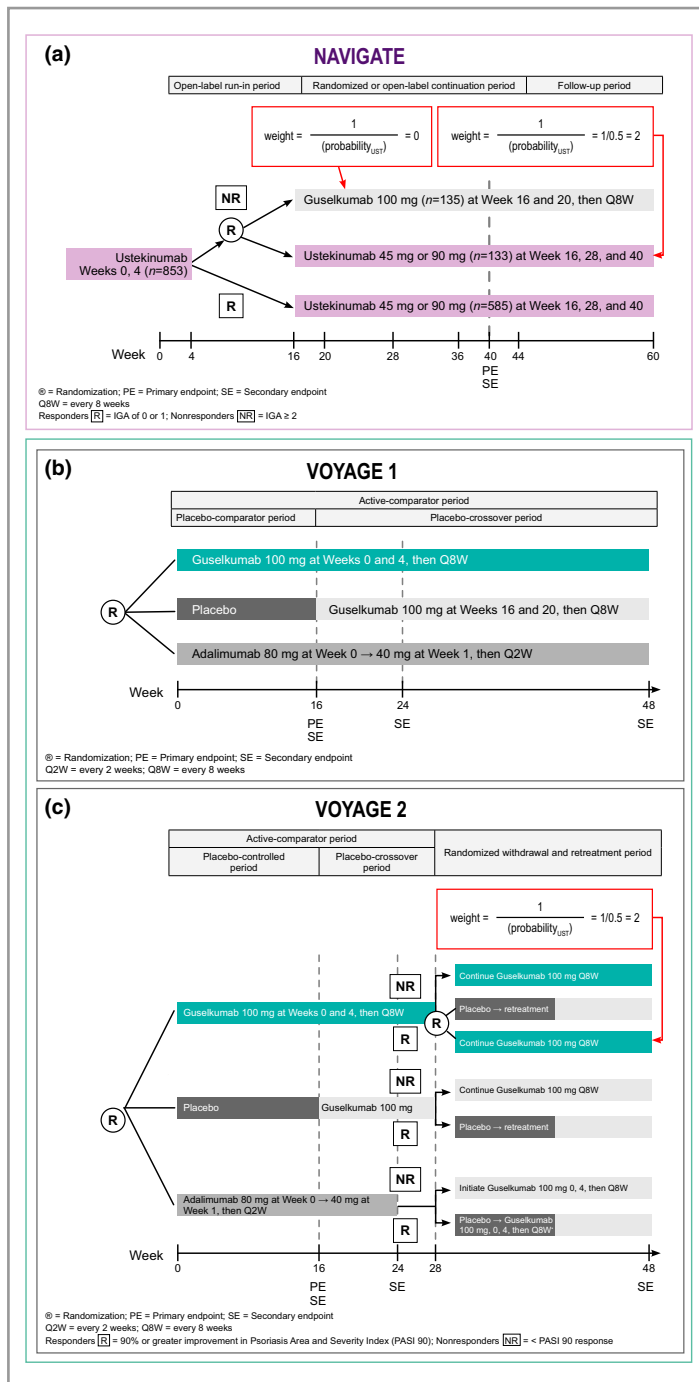 (a)
NAVIGATE
Open-label run-in period
Randomized or open-label continuation period
Follow-up period
weight = 1 / (probability_UST) = 0
weight = 1 / (probability_UST) = 1/0.5 = 2
NR
Guselkumab 100 mg (n=135) at Week 16 and 20, then Q8W
R
Ustekinumab
Weeks 0, 4 (n=853)
Ustekinumab 45 mg or 90 mg (n=133) at Week 16, 28, and 40
R
Ustekinumab 45 mg or 90 mg (n=585) at Week 16, 28, and 40
Week
0 4 16 20 28 36 40 44 60
PE
SE
® = Randomization; PE = Primary endpoint; SE = Secondary endpoint
Q8W = every 8 weeks
Responders R = IGA of 0 or 1; Nonresponders NR = IGA ≥ 2
(b)
VOYAGE 1
Active-comparator period
Placebo-comparator period
Placebo-crossover period
Guselkumab 100 mg at Weeks 0 and 4, then Q8W
R
Placebo
Guselkumab 100 mg at Weeks 16 and 20, then Q8W
Adalimumab 80 mg at Week 0 → 40 mg at Week 1, then Q2W
Week
0 16 24 48
PE SE SE
SE
® = Randomization; PE = Primary endpoint; SE = Secondary endpoint
Q2W = every 2 weeks; Q8W = every 8 weeks
(c)
VOYAGE 2
Active-comparator period
Randomized withdrawal and retreatment period
Placebo-controlled
period
Placebo-crossover
period
weight = 1 / (probability_UST) = 1/0.5 = 2
NR
Continue Guselkumab 100 mg Q8W
Guselkumab 100 mg at Weeks 0 and 4, then Q8W
R
Placebo → retreatment
R
Continue Guselkumab 100 mg Q8W
NR
Continue Guselkumab 100 mg Q8W
R
Placebo
Guselkumab 100 mg
R
Placebo → retreatment
NR
Initiate Guselkumab 100 mg 0, 4, then Q8W
Adalimumab 80 mg at Week 0 → 40 mg at
Week 1, then Q2W
R
Placebo → Guselkumab
100 mg, 0, 4, then Q8W
Week
0 16 24 28 48
PE SE SE
SE
® = Randomization; PE = Primary endpoint; SE = Secondary endpoint
Q2W = every 2 weeks; Q8W = every 8 weeks
Responders R = 90% or greater improvement in Psoriasis Area and Severity Index (PASI 90); Nonresponders NR = < PASI 90 response